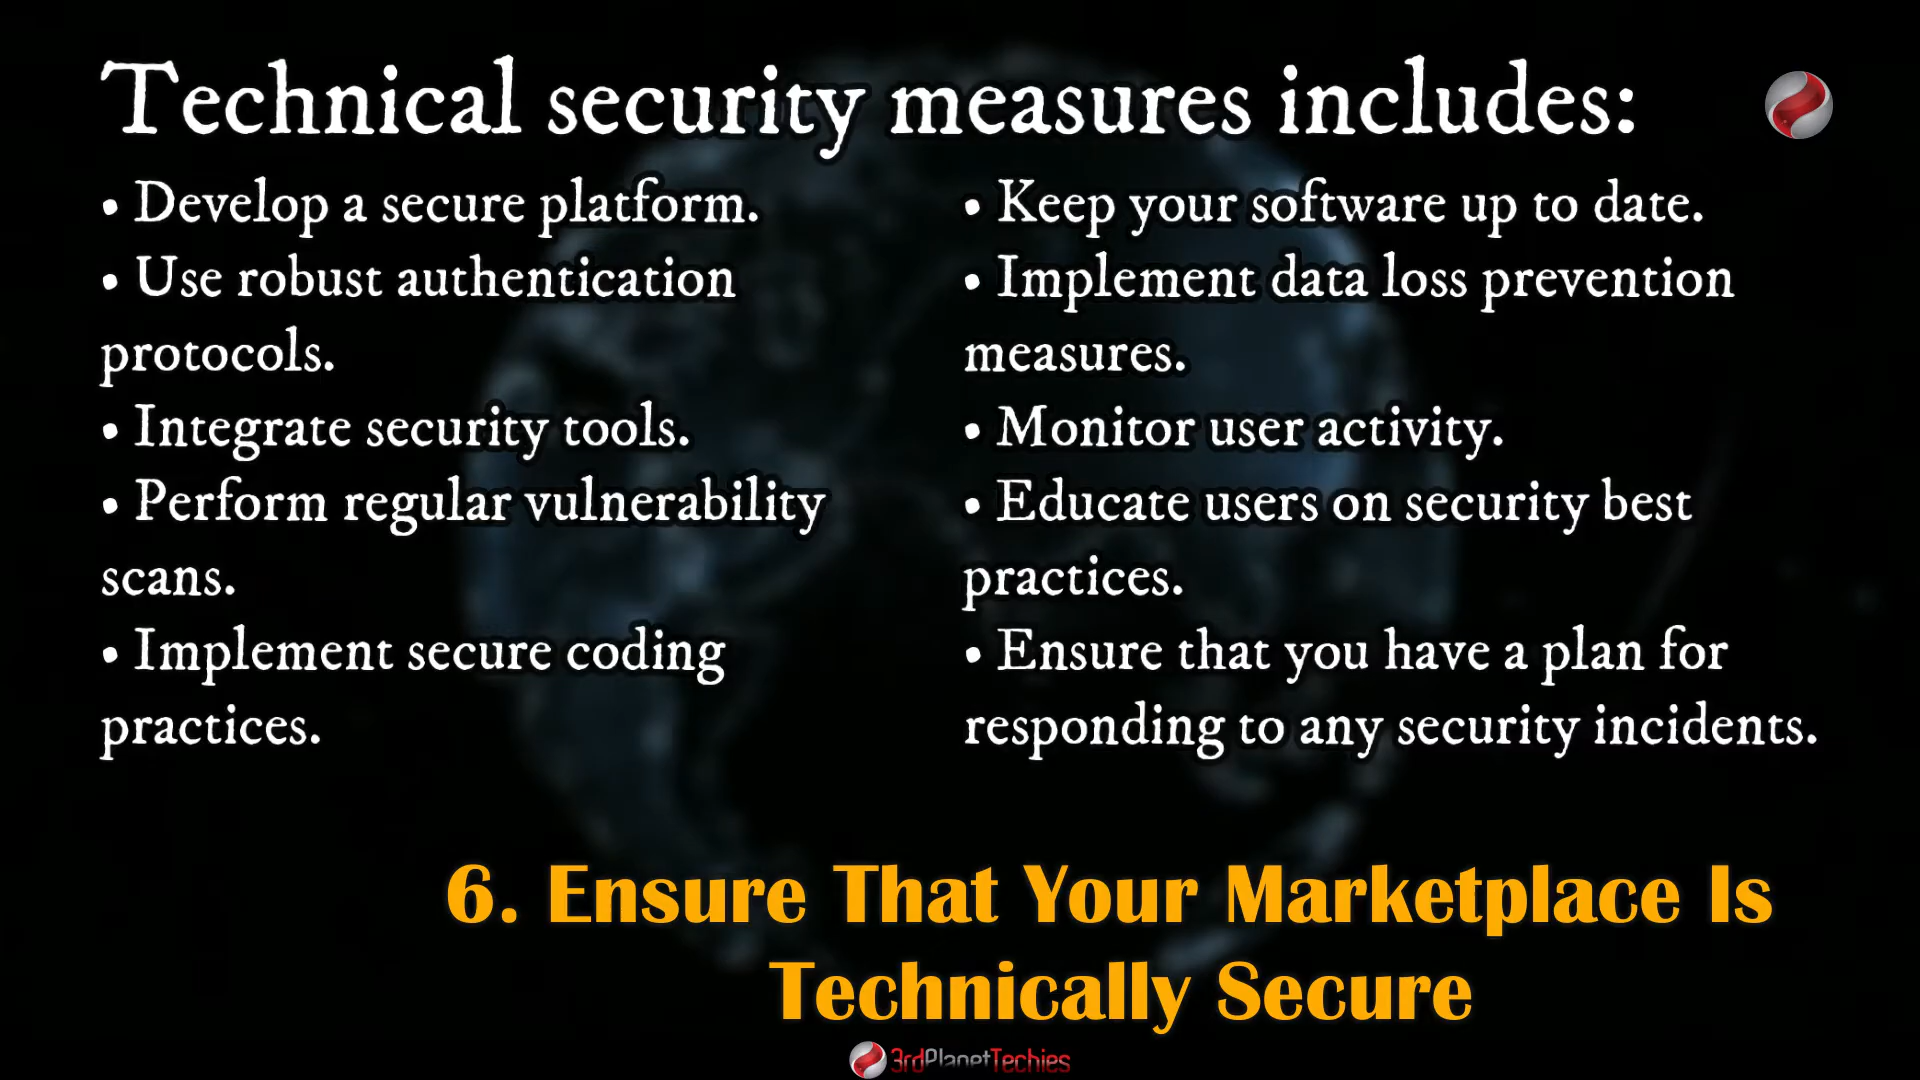 Technical security measures includes:
• Develop a secure platform.
• Use robust authentication
protocols.
• Integrate security tools.
• Perform regular vulnerability
scans.
• Implement secure coding
practices.
• Keep your software up to date.
• Implement data loss prevention
measures.
• Monitor user activity.
• Educate users on security best
practices.
• Ensure that you have a plan for
responding to any security incidents.
6. Ensure That Your Marketplace Is
Technically Secure
3rdPlanetTechies